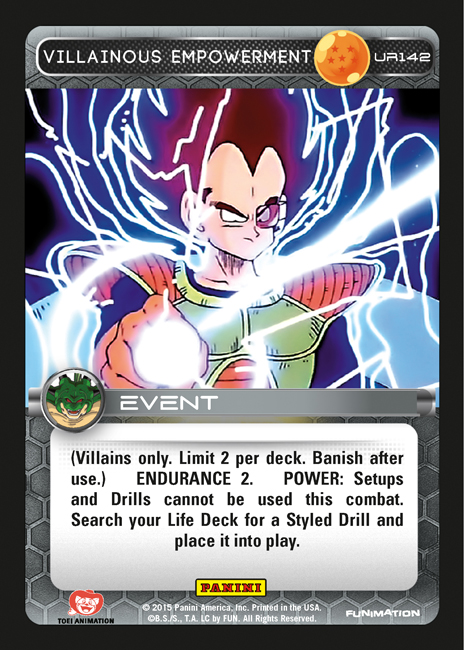 VILLAINOUS EMPOWERMENT
UR142
EVENT
(Villains only. Limit 2 per deck. Banish after
use.) ENDURANCE 2. POWER: Setups
and Drills cannot be used this combat.
Search your Life Deck for a Styled Drill and
place it into play.
PANINI
TOEI ANIMATION
© 2015 Panini America, Inc. Printed in the USA.
©B.S./S., T.A. LC by FUN. All Rights Reserved.
FUNIMATION